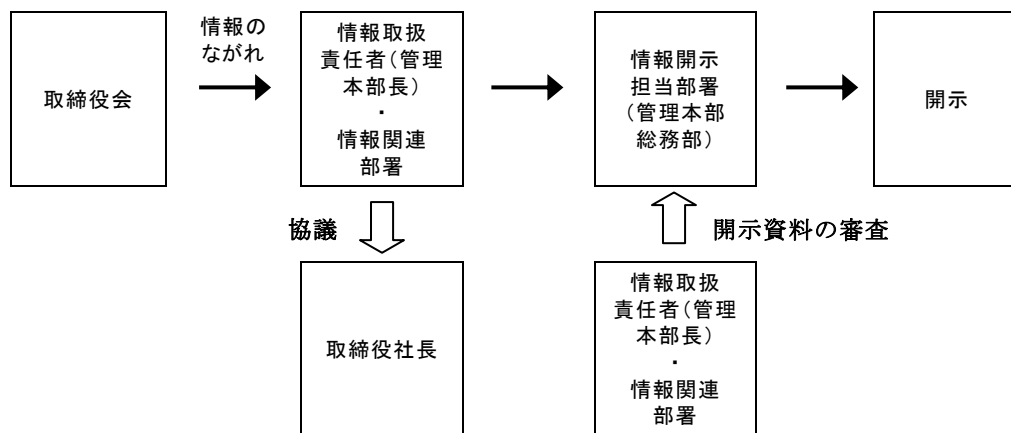 取締役会
情報の
ながれ
情報取扱
責任者(管理
本部長)
・
情報関連
部署
情報開示
担当部署
(管理本部
総務部)
開示
協議
開示資料の審査
取締役社長
情報取扱
責任者(管理
本部長)
・
情報関連
部署